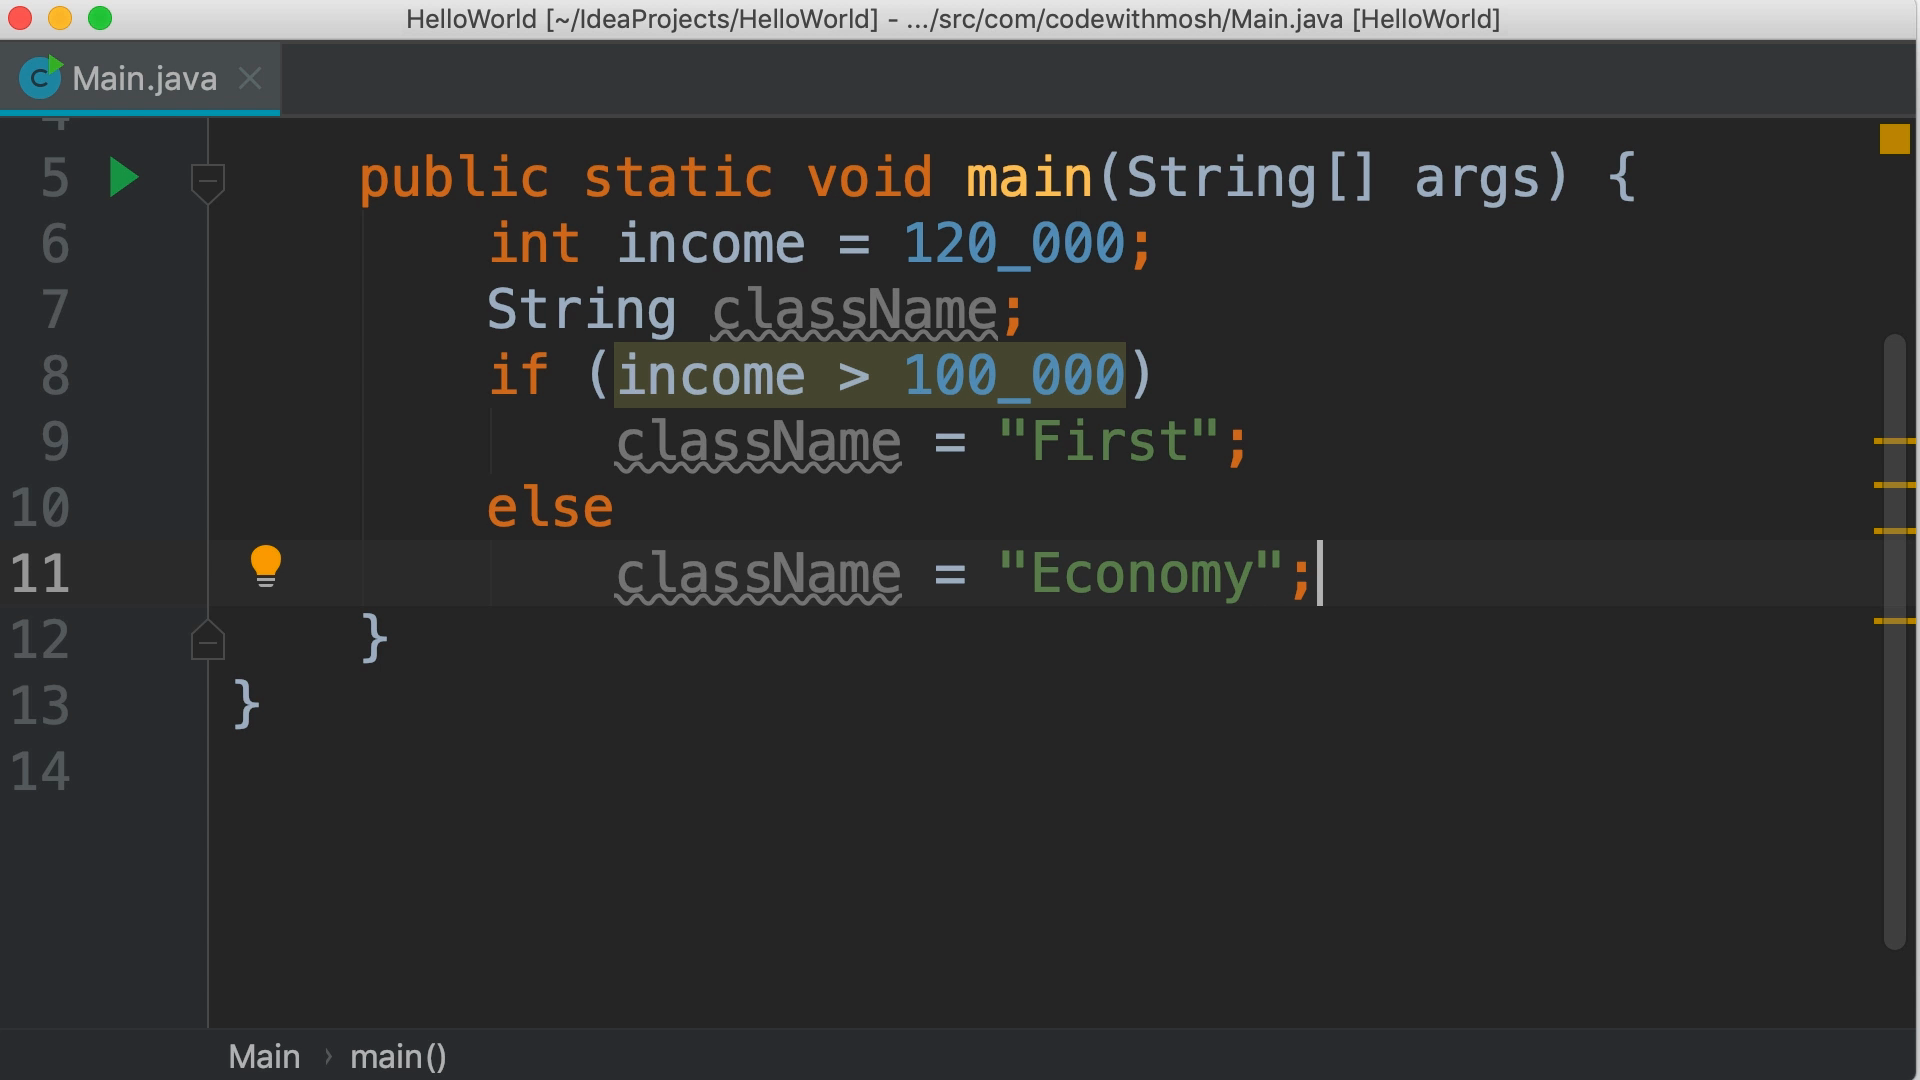 HelloWorld [~/IdeaProjects/HelloWorld] - .../src/com/codewithmosh/Main.java [HelloWorld]
Main.java
4
5 public static void main(String[] args) {
6 int income = 120_000;
7 String className;
8 if (income > 100_000)
9 className = "First";
10 else
11 className = "Economy";
12 }
13 }
14
Main › main()